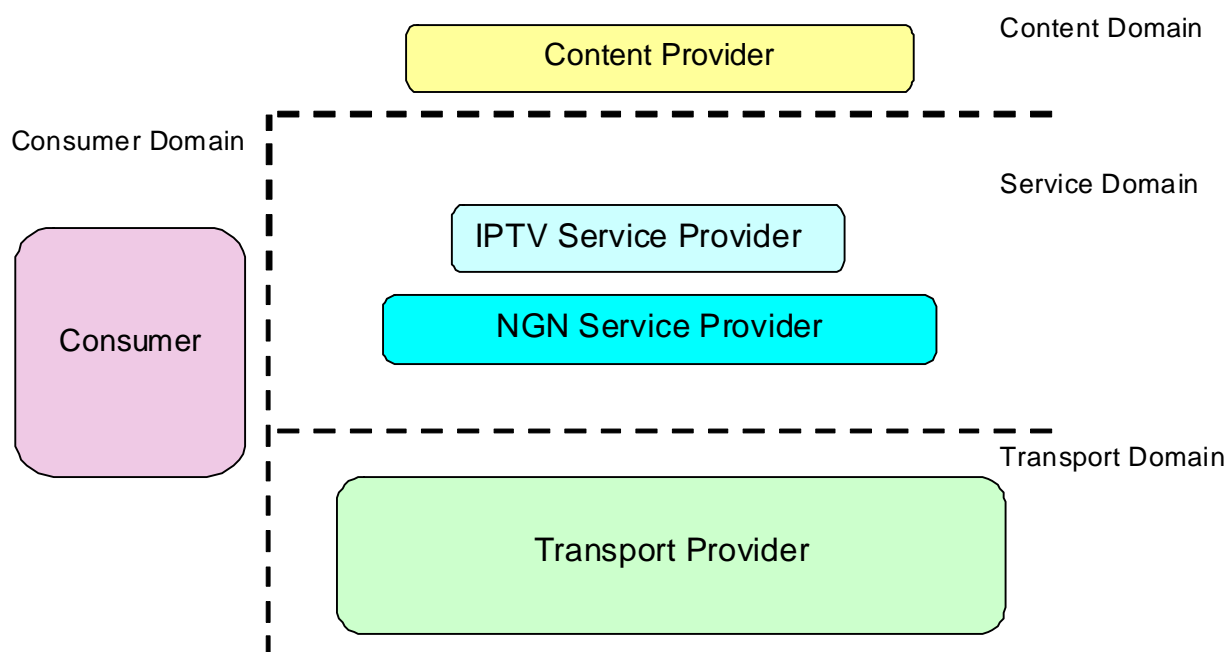 Content Domain
Content Provider
Consumer Domain
Service Domain
IPTV Service Provider
NGN Service Provider
Consumer
Transport Domain
Transport Provider